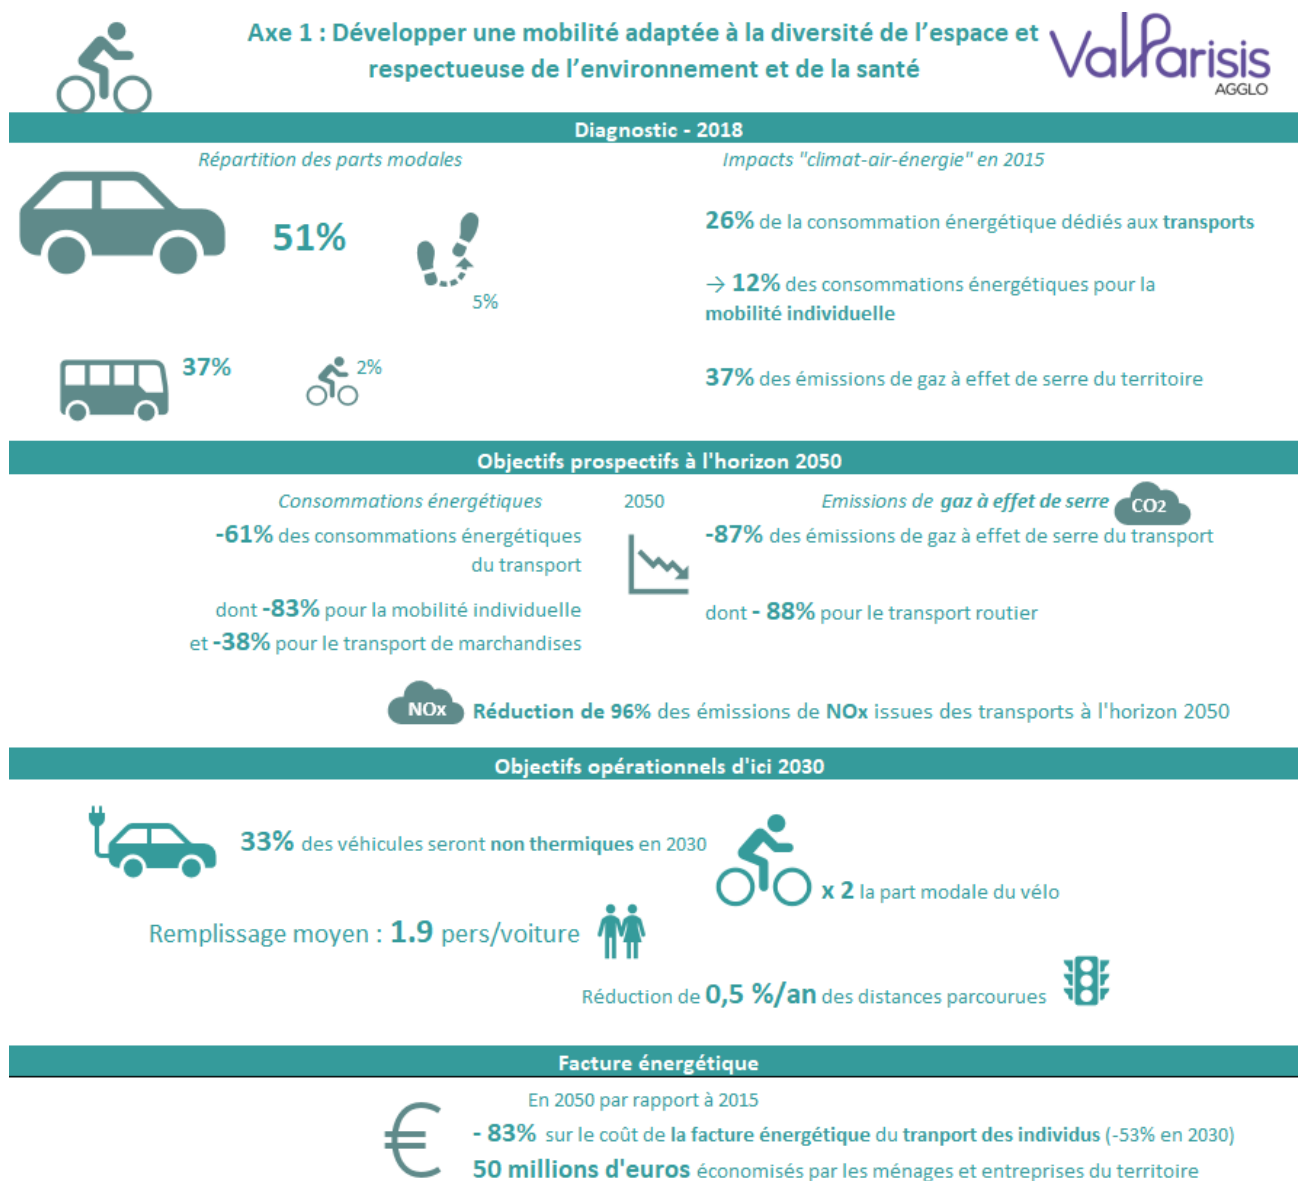 Axe 1 : Développer une mobilité adaptée à la diversité de l'espace et
respectueuse de l'environnement et de la santé
ValParisis
AGGLO
Diagnostic - 2018
Répartition des parts modales
51%
5%
37%
2%
Impacts "climat-air-énergie" en 2015
26% de la consommation énergétique dédiés aux transports
→ 12% des consommations énergétiques pour la
mobilité individuelle
37% des émissions de gaz à effet de serre du territoire
Objectifs prospectifs à l'horizon 2050
Consommations énergétiques
-61% des consommations énergétiques
du transport
dont -83% pour la mobilité individuelle
et -38% pour le transport de marchandises
2050
Emissions de gaz à effet de serre
CO2
-87% des émissions de gaz à effet de serre du transport
dont - 88% pour le transport routier
NOx
Réduction de 96% des émissions de NOx issues des transports à l'horizon 2050
Objectifs opérationnels d'ici 2030
33% des véhicules seront non thermiques en 2030
x 2 la part modale du vélo
Remplissage moyen : 1.9 pers/voiture
Réduction de 0,5 %/an des distances parcourues
Facture énergétique
En 2050 par rapport à 2015
- 83% sur le coût de la facture énergétique du tranport des individus (-53% en 2030)
50 millions d'euros économisés par les ménages et entreprises du territoire